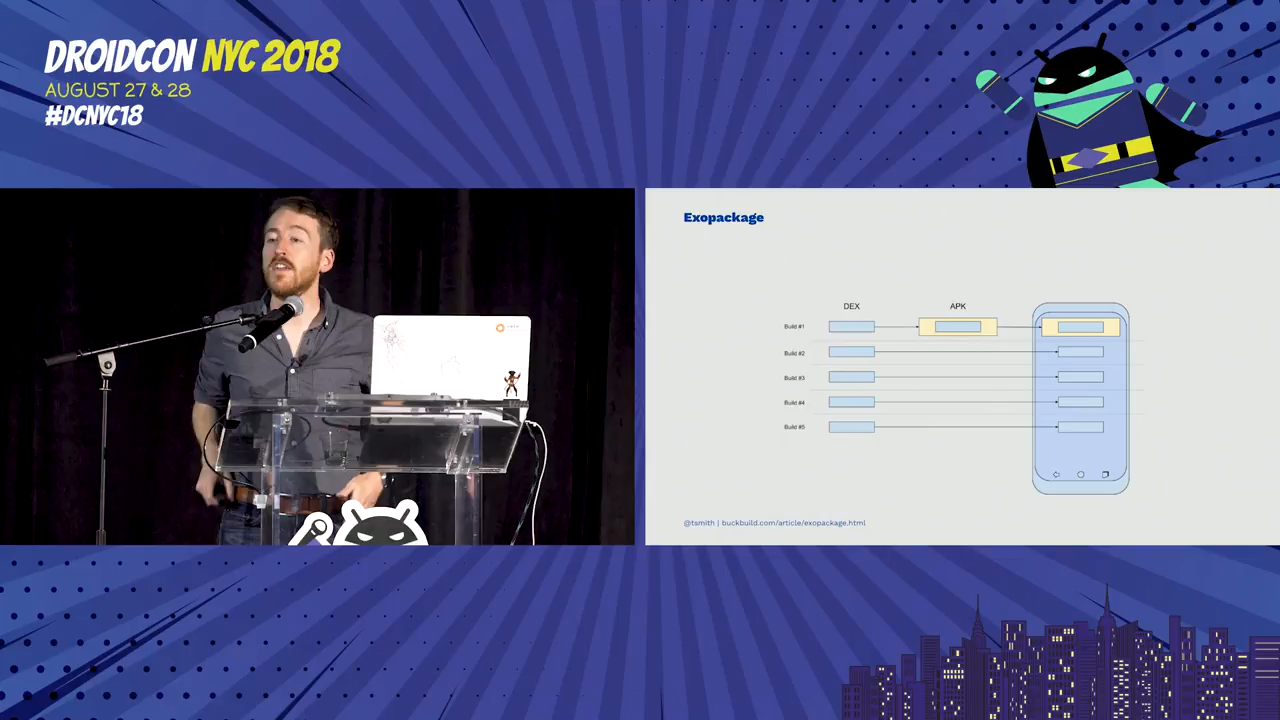 DROIDCON NYC 2018
AUGUST 27 & 28
#DCNYC18
Exopackage
DEX APK
Build #1
Build #2
Build #3
Build #4
Build #5
@tsmith | buckbuild.com/article/exopackage.html